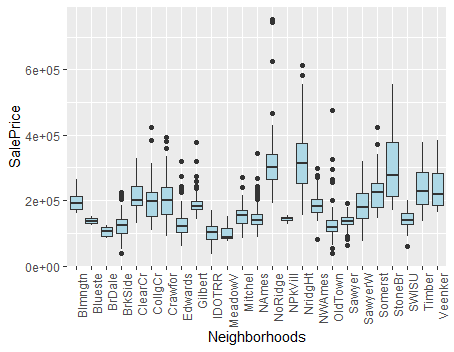 SalePrice
6e+05
4e+05
2e+05
0e+00
Blmngtn
Blueste
BrDale
BrkSide
ClearCr
CollgCr
Crawfor
Edwards
Gilbert
IDOTRR
MeadowV
Mitchel
NAmes
NoRidge
NPkVill
NridgHt
NWAmes
OldTown
Sawyer
SawyerW
Somerst
StoneBr
SWISU
Timber
Veenker
Neighborhoods